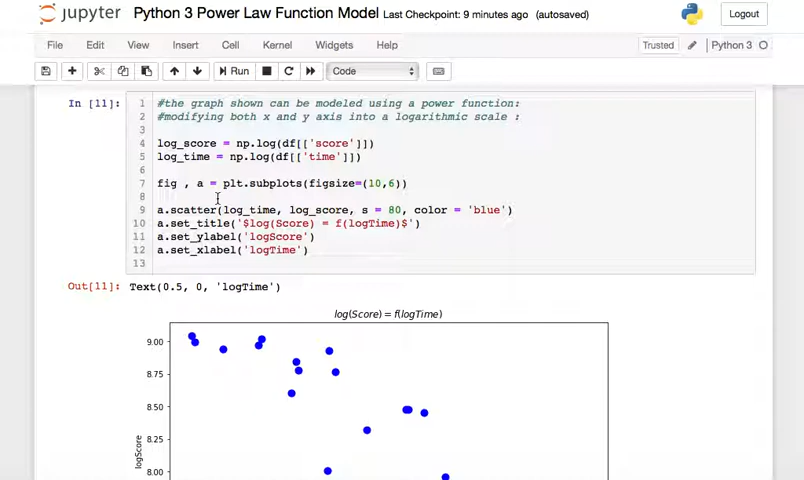 jupyter Python 3 Power Law Function Model Last Checkpoint: 9 minutes ago (autosaved) Logout
File Edit View Insert Cell Kernel Widgets Help Trusted Python 3
Run Code
In [11]:
1 #the graph shown can be modeled using a power function:
2 #modifying both x and y axis into a logarithmic scale :
3
4 log_score = np.log(df[['score']])
5 log_time = np.log(df[['time']])
6
7 fig , a = plt.subplots(figsize=(10,6))
8
9 a.scatter(log_time, log_score, s = 80, color = 'blue')
10 a.set_title('$log(Score) = f(logTime)$')
11 a.set_ylabel('logScore')
12 a.set_xlabel('logTime')
13
Out[11]: Text(0.5, 0, 'logTime')
log(Score) = f(logTime)
9.00
8.75
8.50
8.25
8.00
logScore